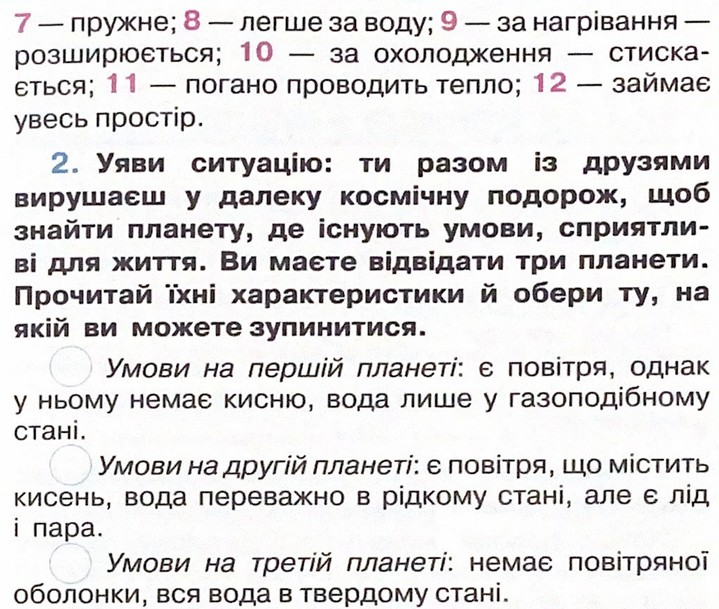 7 — пружне; 8 — легше за воду; 9 — за нагрівання —
розширюється; 10 — за охолодження — стиска-
ється; 11 — погано проводить тепло; 12 — займає
увесь простір.
2. Уяви ситуацію: ти разом із друзями
вирушаєш у далеку космічну подорож, щоб
знайти планету, де існують умови, сприятли-
ві для життя. Ви маєте відвідати три планети.
Прочитай їхні характеристики й обери ту, на
якій ви можете зупинитися.
Умови на першій планеті: є повітря, однак
у ньому немає кисню, вода лише у газоподібному
стані.
Умови на другій планеті: є повітря, що містить
кисень, вода переважно в рідкому стані, але є лід
і пара.
Умови на третій планеті: немає повітряної
оболонки, вся вода в твердому стані.